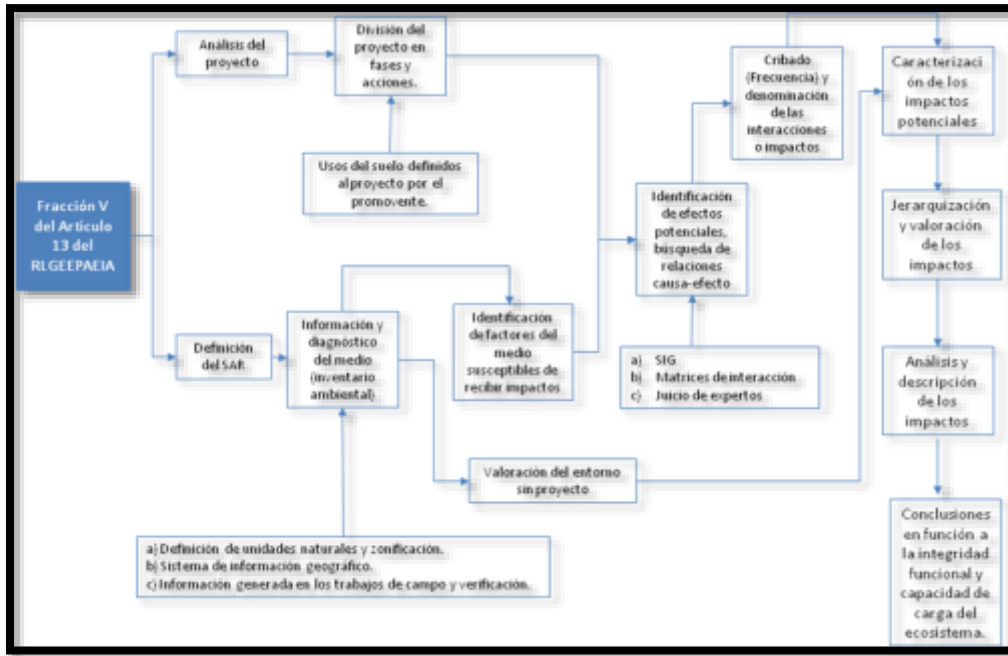 Fracción V
del Artículo
13 del
RLGEEPAEIA
Análisis del
proyecto
División del
proyecto en
fases y
acciones.
Usos del suelo definidos
al proyecto por el
promovente.
Definición
del SAR
Información y
diagnóstico
del medio
(inventario
ambiental)
Identificación
de factores del
medio
susceptibles de
recibir impactos
a) Definición de unidades naturales y zonificación.
b) Sistema de información geográfico.
c) Información generada en los trabajos de campo y verificación.
Valoración del entorno
sin proyecto
Identificación
de efectos
potenciales,
búsqueda de
relaciones
causa-efecto
a) SIG
b) Matrices de interacción
c) Juicio de expertos
Cribado
(Frecuencia) y
denominación
de las
interacciones
o impactos
Caracterizaci
ón de los
impactos
potenciales
Jerarquización
y valoración
de los
impactos
Análisis y
descripción
de los
impactos
Conclusiones
en función a
la integridad
funcional y
capacidad de
carga del
ecosistema.